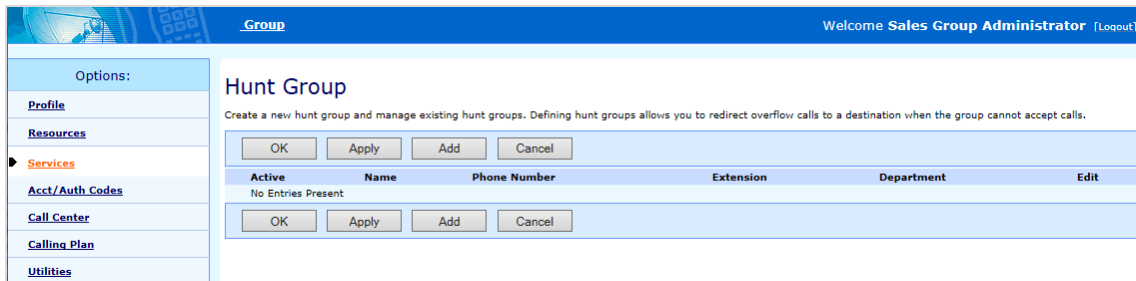 Group Welcome Sales Group Administrator [Logout]
Options:
Profile
Resources
Services
Acct/Auth Codes
Call Center
Calling Plan
Utilities
Hunt Group
Create a new hunt group and manage existing hunt groups. Defining hunt groups allows you to redirect overflow calls to a destination when the group cannot accept calls.
OK Apply Add Cancel
Active Name Phone Number Extension Department Edit
No Entries Present
OK Apply Add Cancel